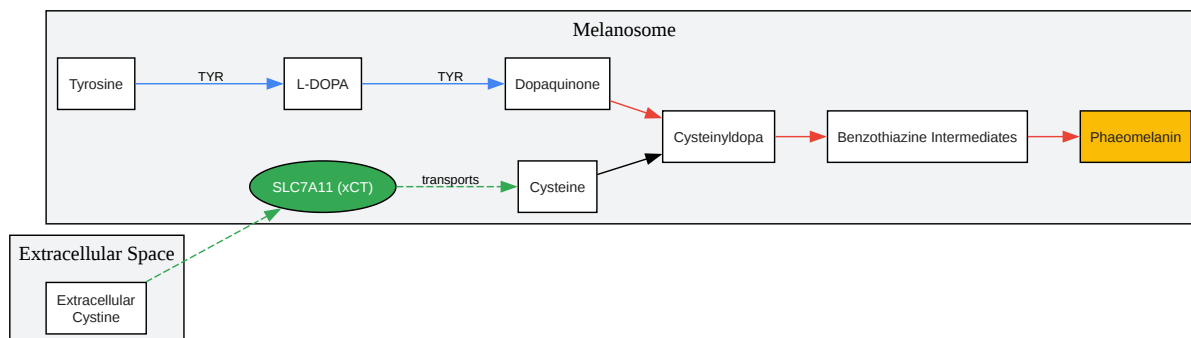 Melanosome
Tyrosine
TYR
L-DOPA
TYR
Dopaquinone
Cysteinyldopa
Benzothiazine Intermediates
Phaeomelanin
SLC7A11 (xCT)
transports
Cysteine
Extracellular Space
Extracellular
Cystine